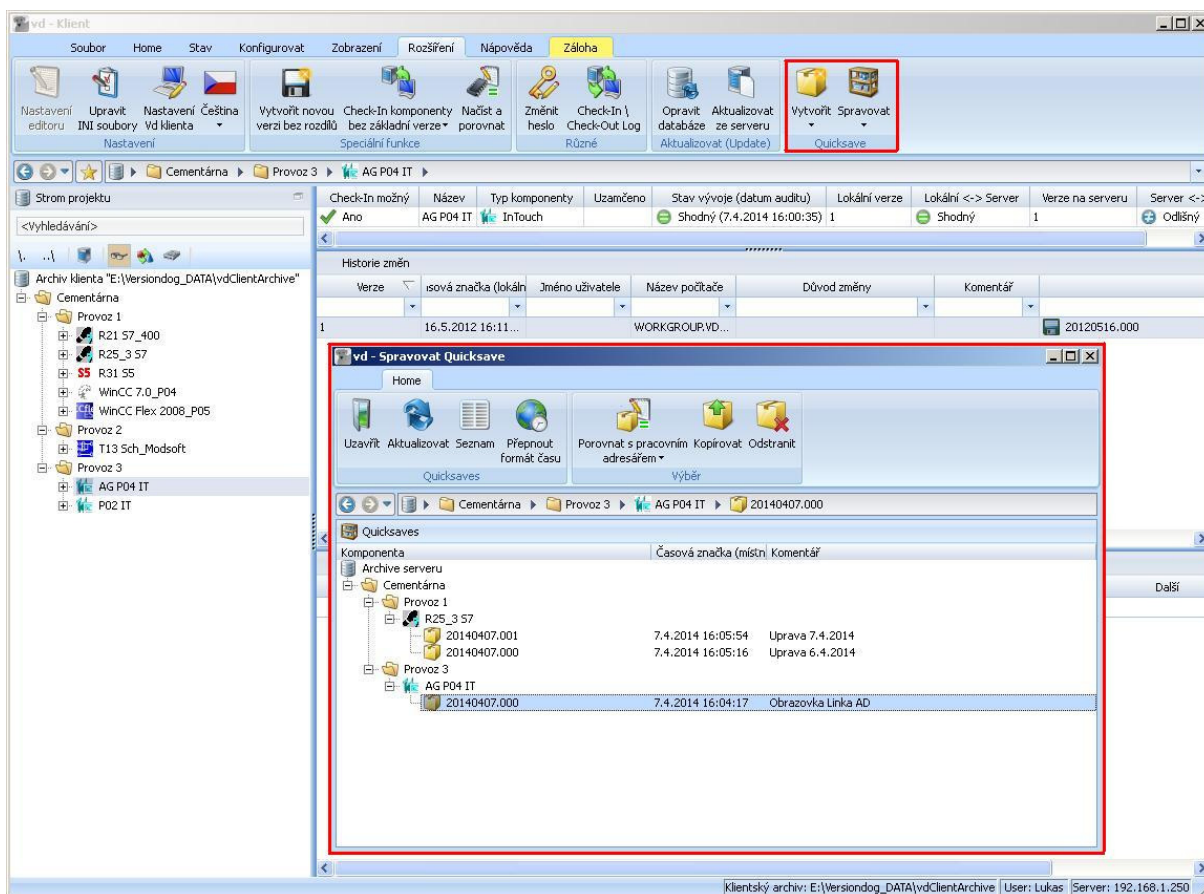 vd - Klient
Soubor Home Stav Konfigurovat Zobrazení Rozšíření Nápověda Záloha
Nastavení editoru
Upravit INI soubory
Nastavení Vd klienta
Čeština
Nastavení
Vytvořit novou verzi bez rozdílů
Check-In komponenty bez základní verze
Načíst a porovnat
Speciální funkce
Změnit heslo
Check-In \ Check-Out Log
Různé
Opravit databáze
Aktualizovat ze serveru
Aktualizovat (Update)
Vytvořit
Spravovat
Quicksave
Cementárna Provoz 3 AG P04 IT
Strom projektu
<Vyhledávání>
\. ..\
Archiv klienta "E:\Versiondog_DATA\vdClientArchive"
Cementárna
Provoz 1
R21 S7_400
R25_3 S7
S5 R31 S5
WinCC 7.0_P04
WinCC Flex 2008_P05
Provoz 2
T13 Sch_Modsoft
Provoz 3
AG P04 IT
P02 IT
Check-In možný Název Typ komponenty Uzamčeno Stav vývoje (datum auditu) Lokální verze Lokální <-> Server Verze na serveru Server <->
Ano AG P04 IT InTouch Shodný (7.4.2014 16:00:35) 1 Shodný 1 Odlišný
Historie změn
Verze ısová značka (lokáln Jméno uživatele Název počítače Důvod změny Komentář
1 16.5.2012 16:11... WORKGROUP.VD... 20120516.000
vd - Spravovat Quicksave
Home
Uzavřít
Aktualizovat
Seznam
Přepnout formát času
Quicksaves
Porovnat s pracovním adresářem
Kopírovat
Odstranit
Výběr
Cementárna Provoz 3 AG P04 IT 20140407.000
Quicksaves
Komponenta Časová značka (místn Komentář
Archive serveru
Cementárna
Provoz 1
R25_3 S7
20140407.001 7.4.2014 16:05:54 Uprava 7.4.2014
20140407.000 7.4.2014 16:05:16 Uprava 6.4.2014
Provoz 3
AG P04 IT
20140407.000 7.4.2014 16:04:17 Obrazovka Linka AD
Další
Klientský archiv: E:\Versiondog_DATA\vdClientArchive User: Lukas Server: 192.168.1.250